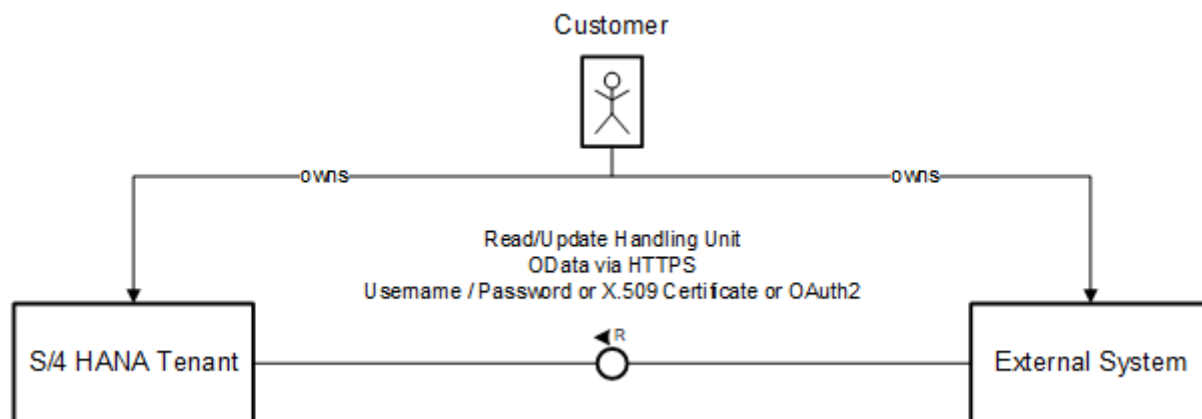 Customer
owns
owns
Read/Update Handling Unit
OData via HTTPS
Username / Password or X.509 Certificate or OAuth2
R
S/4 HANA Tenant
External System